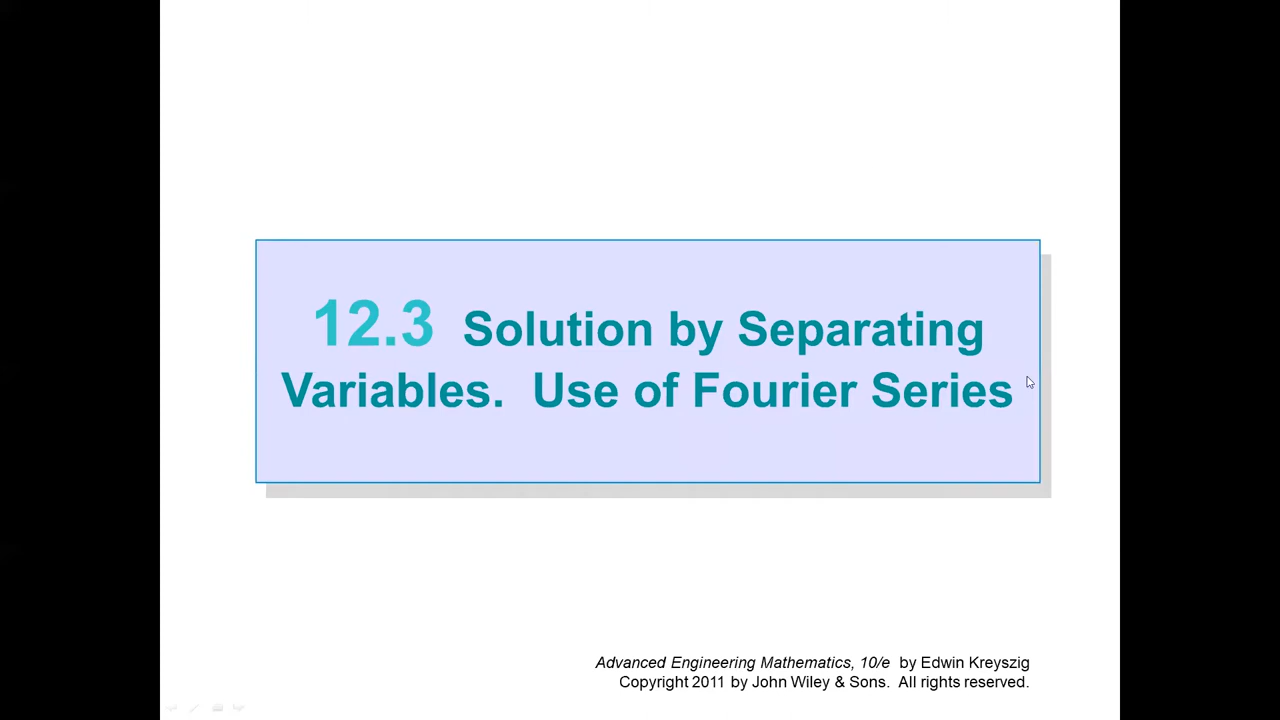 12.3 Solution by Separating
Variables. Use of Fourier Series
Advanced Engineering Mathematics, 10/e by Edwin Kreyszig
Copyright 2011 by John Wiley & Sons. All rights reserved.